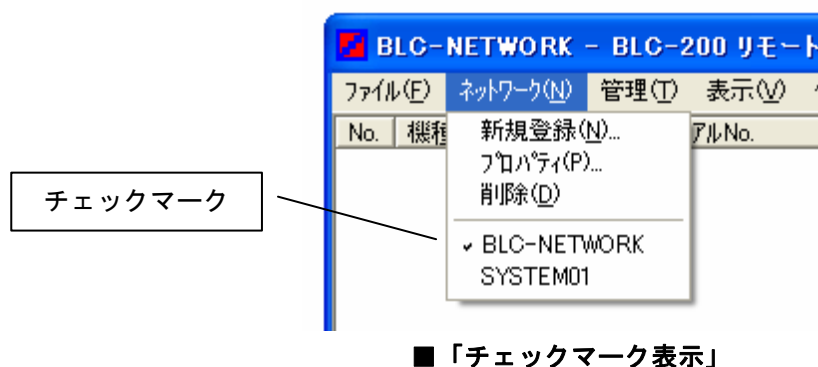 BLC-NETWORK - BLC-200 リモート
ファイル(F) ネットワーク(N) 管理(T) 表示(V)
No. 機種 アルNo.
新規登録(N)...
プロパティ(P)...
削除(D)
チェックマーク
✓ BLC-NETWORK
SYSTEM01
■「チェックマーク表示」